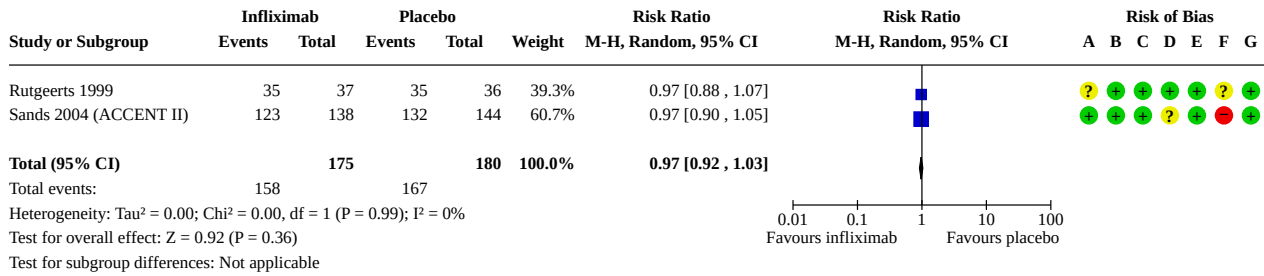 Infliximab Placebo Risk Ratio Risk Ratio Risk of Bias
Study or Subgroup Events Total Events Total Weight M-H, Random, 95% CI M-H, Random, 95% CI A B C D E F G
Rutgeerts 1999 35 37 35 36 39.3% 0.97 [0.88 , 1.07] ? + + + + ? +
Sands 2004 (ACCENT II) 123 138 132 144 60.7% 0.97 [0.90 , 1.05] + + + ? + − +
Total (95% CI) 175 180 100.0% 0.97 [0.92 , 1.03]
Total events: 158 167
Heterogeneity: Tau² = 0.00; Chi² = 0.00, df = 1 (P = 0.99); I² = 0%
0.01 0.1 1 10 100
Test for overall effect: Z = 0.92 (P = 0.36) Favours infliximab Favours placebo
Test for subgroup differences: Not applicable